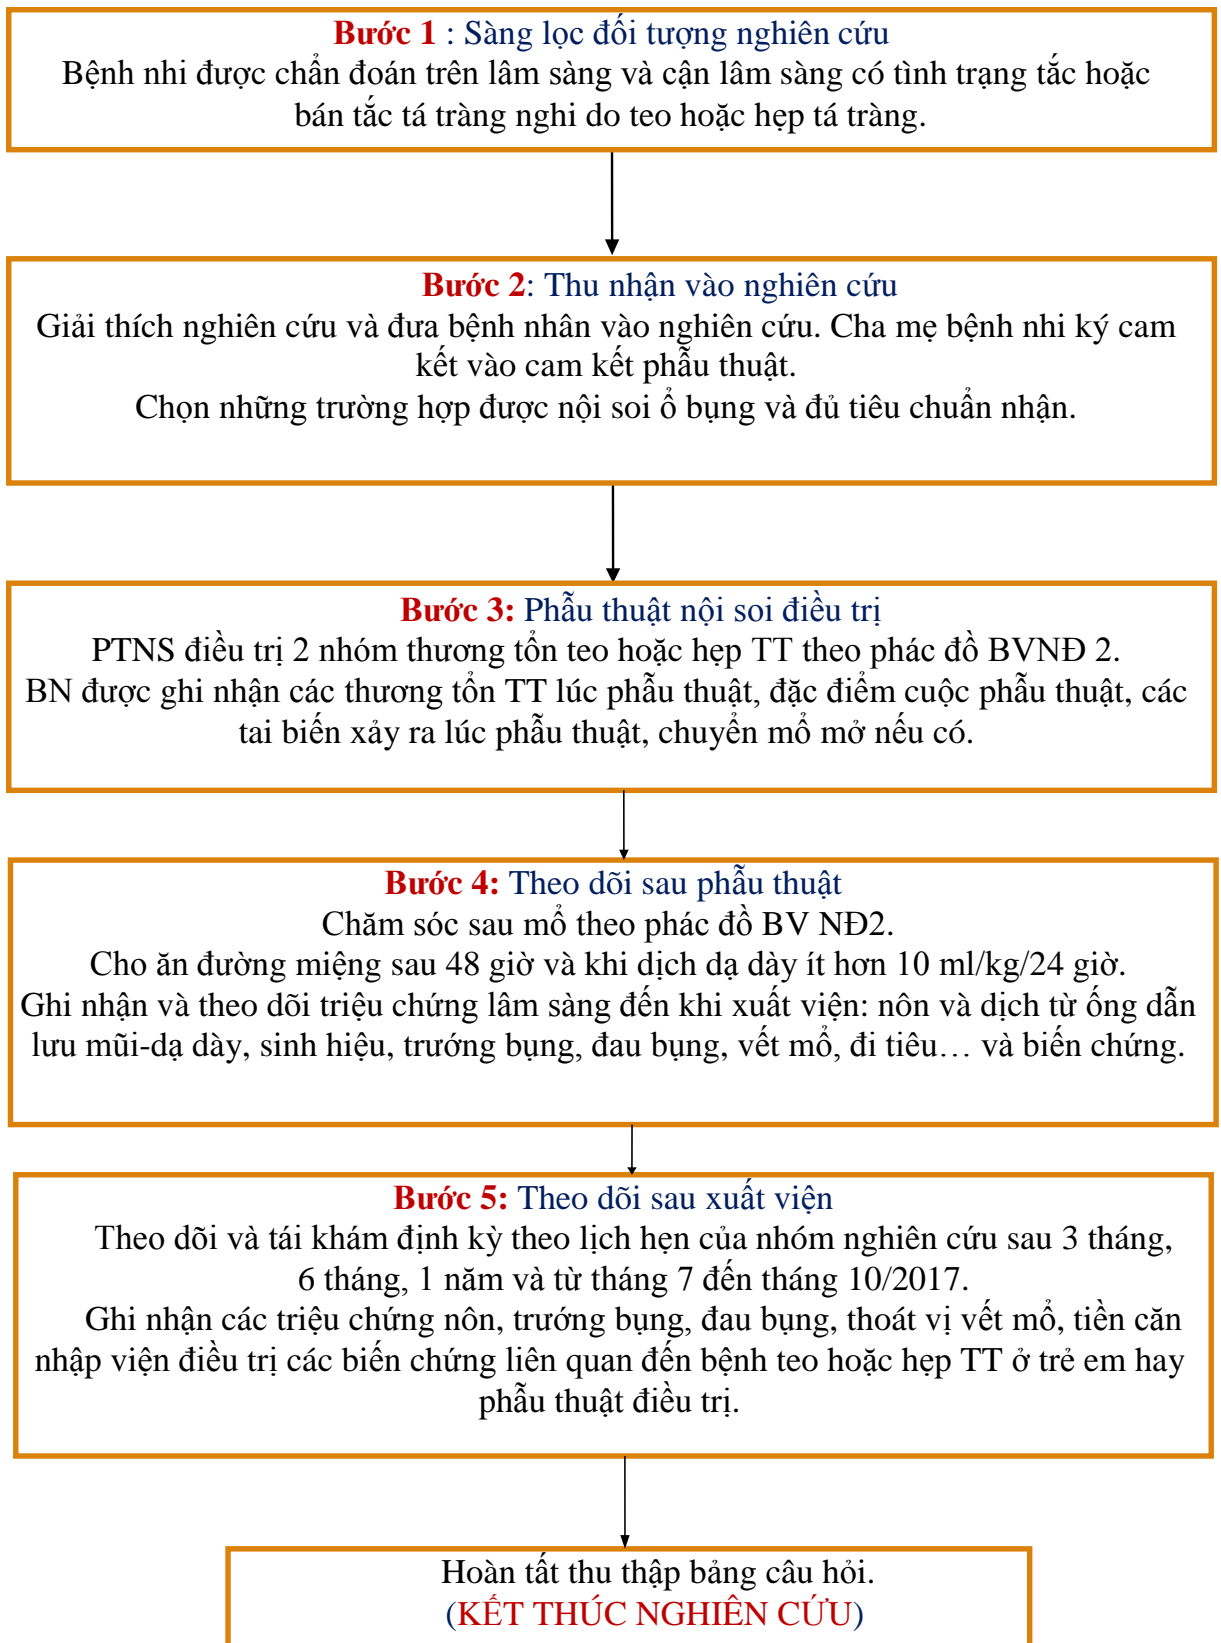 Bước 1 : Sàng lọc đối tượng nghiên cứu
Bệnh nhi được chẩn đoán trên lâm sàng và cận lâm sàng có tình trạng tắc hoặc
bán tắc tá tràng nghi do teo hoặc hẹp tá tràng.
Bước 2: Thu nhận vào nghiên cứu
Giải thích nghiên cứu và đưa bệnh nhân vào nghiên cứu. Cha mẹ bệnh nhi ký cam
kết vào cam kết phẫu thuật.
Chọn những trường hợp được nội soi ổ bụng và đủ tiêu chuẩn nhận.
Bước 3: Phẫu thuật nội soi điều trị
PTNS điều trị 2 nhóm thương tổn teo hoặc hẹp TT theo phác đồ BVNĐ 2.
BN được ghi nhận các thương tổn TT lúc phẫu thuật, đặc điểm cuộc phẫu thuật, các
tai biến xảy ra lúc phẫu thuật, chuyển mổ mở nếu có.
Bước 4: Theo dõi sau phẫu thuật
Chăm sóc sau mổ theo phác đồ BV NĐ2.
Cho ăn đường miệng sau 48 giờ và khi dịch dạ dày ít hơn 10 ml/kg/24 giờ.
Ghi nhận và theo dõi triệu chứng lâm sàng đến khi xuất viện: nôn và dịch từ ống dẫn
lưu mũi-dạ dày, sinh hiệu, trướng bụng, đau bụng, vết mổ, đi tiêu… và biến chứng.
Bước 5: Theo dõi sau xuất viện
Theo dõi và tái khám định kỳ theo lịch hẹn của nhóm nghiên cứu sau 3 tháng,
6 tháng, 1 năm và từ tháng 7 đến tháng 10/2017.
Ghi nhận các triệu chứng nôn, trướng bụng, đau bụng, thoát vị vết mổ, tiền căn
nhập viện điều trị các biến chứng liên quan đến bệnh teo hoặc hẹp TT ở trẻ em hay
phẫu thuật điều trị.
Hoàn tất thu thập bảng câu hỏi.
(KẾT THÚC NGHIÊN CỨU)